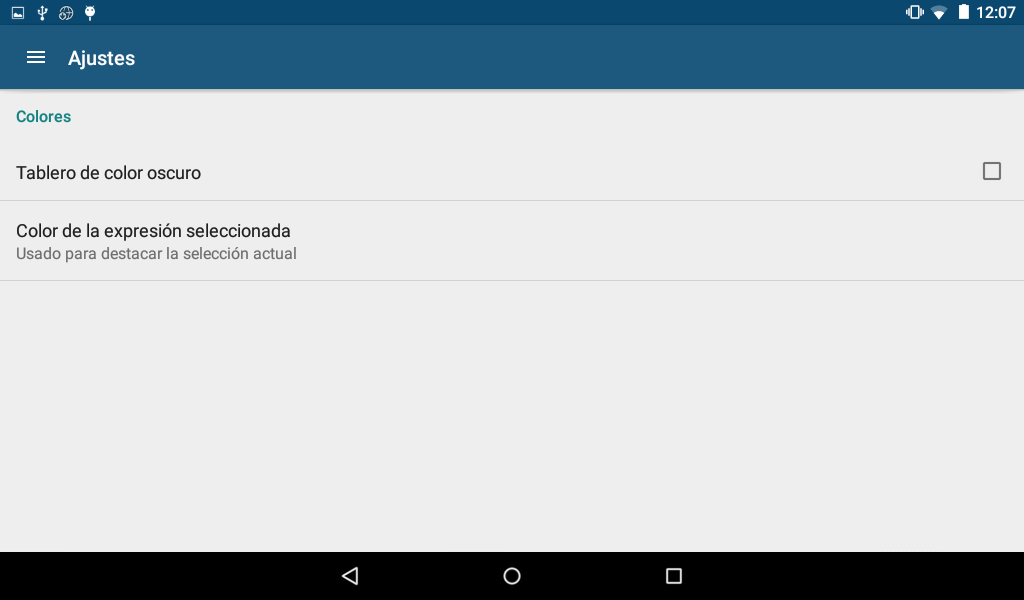 12:07
Ajustes
Colores
Tablero de color oscuro
Color de la expresión seleccionada
Usado para destacar la selección actual